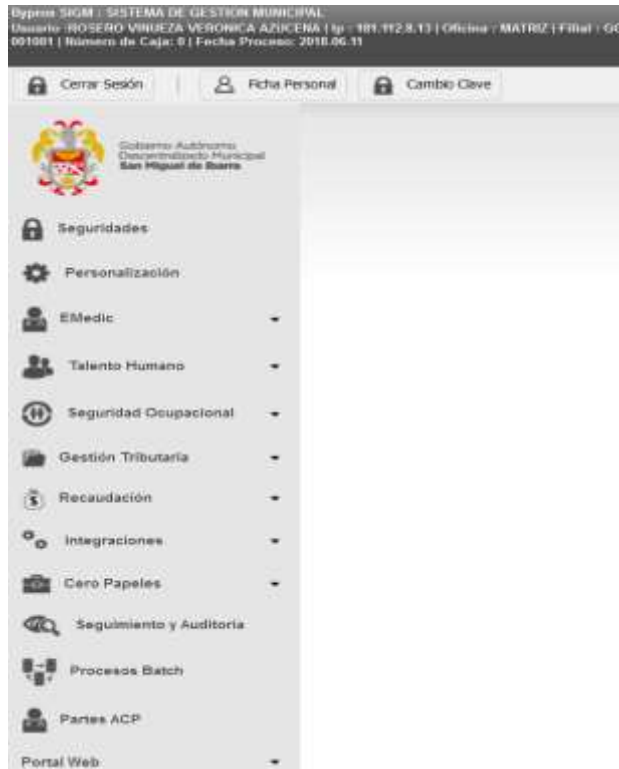 Dypros SIGM : SISTEMA DE GESTION MUNICIPAL
Usuario :ROSERO VINUEZA VERONICA AZUCENA | Ip : 181.112.8.13 | Oficina : MATRIZ | Filial : GO
001001 | Número de Caja: 0 | Fecha Proceso: 2018.06.11
Cerrar Sesión | Ficha Personal Cambio Clave
Gobierno Autónomo
Descentralizado Municipal
San Miguel de Ibarra
Seguridades
Personalización
EMedic
Talento Humano
Seguridad Ocupacional
Gestión Tributaria
Recaudación
Integraciones
Cero Papeles
Seguimiento y Auditoria
Procesos Batch
Partes ACP
Portal Web